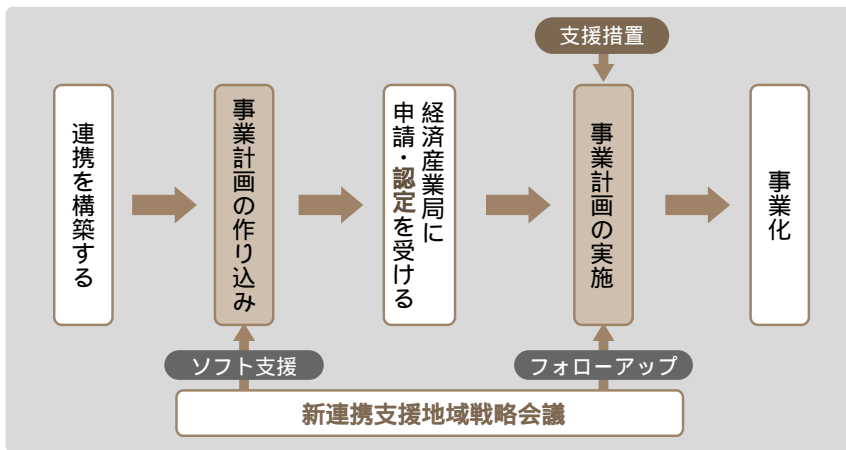 支援措置
連携を構築する
事業計画の作り込み
経済産業局に
申請・認定を受ける
事業計画の実施
事業化
ソフト支援
フォローアップ
新連携支援地域戦略会議